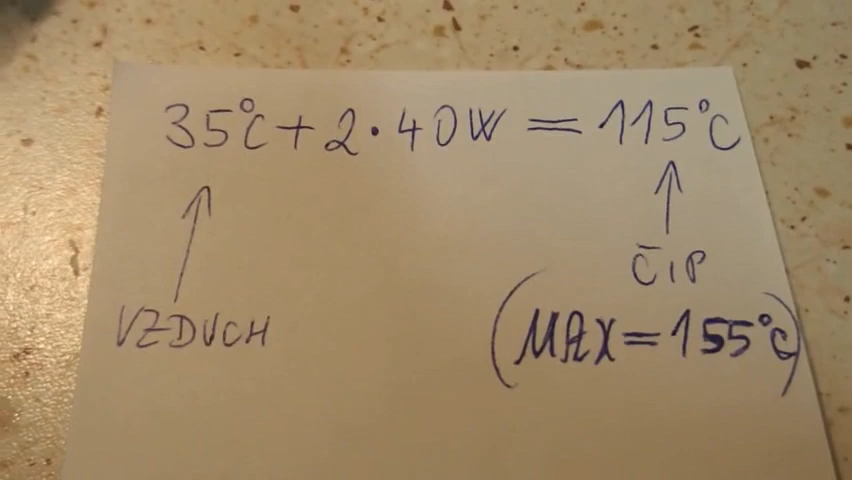 35°C + 2 · 40W = 115°C
VZDUCH
ČIP
(MAX = 155°C)